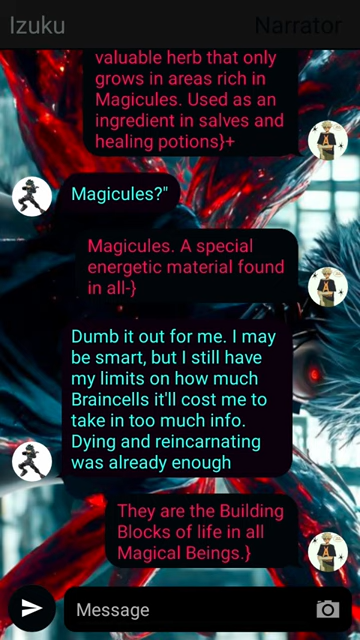 Izuku
Narrator
valuable herb that only
grows in areas rich in
Magicules. Used as an
ingredient in salves and
healing potions}+
Magicules?"
Magicules. A special
energetic material found
in all-}
Dumb it out for me. I may
be smart, but I still have
my limits on how much
Braincells it'll cost me to
take in too much info.
Dying and reincarnating
was already enough
They are the Building
Blocks of life in all
Magical Beings.}
Message